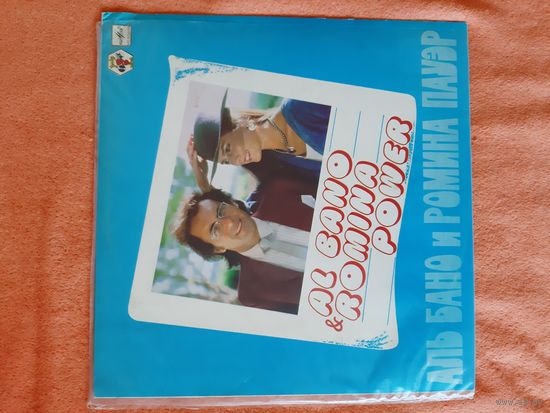 АЛЬ БАНО и РОМИНА ПАУЭР
AL BANO
& ROMINA
POWER